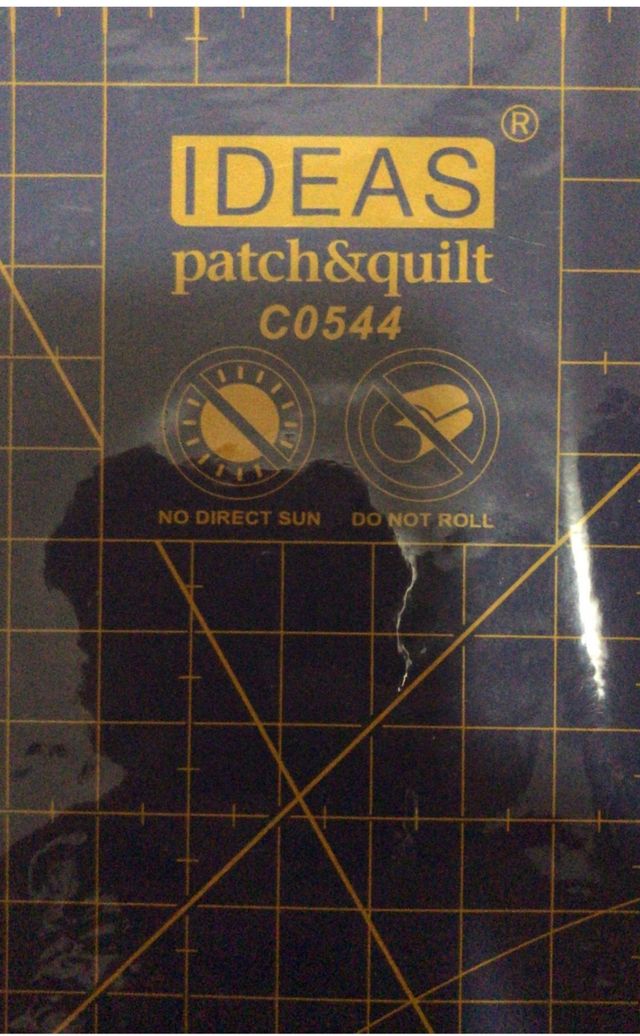 IDEAS®
patch&quilt
C0544
NO DIRECT SUN DO NOT ROLL